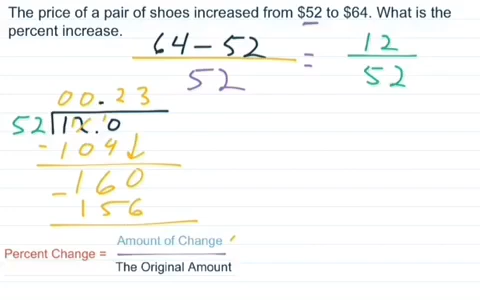 The price of a pair of shoes increased from $52 to $64. What is the
percent increase.
64 - 52
52
=
12
52
00.23
52
12.0
-104↓
-160
156
Percent Change =
Amount of Change
The Original Amount